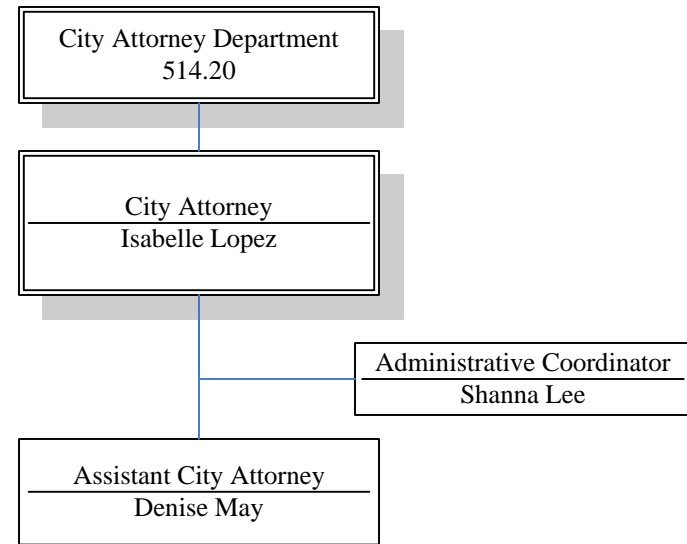 City Attorney Department
514.20
City Attorney
Isabelle Lopez
Administrative Coordinator
Shanna Lee
Assistant City Attorney
Denise May